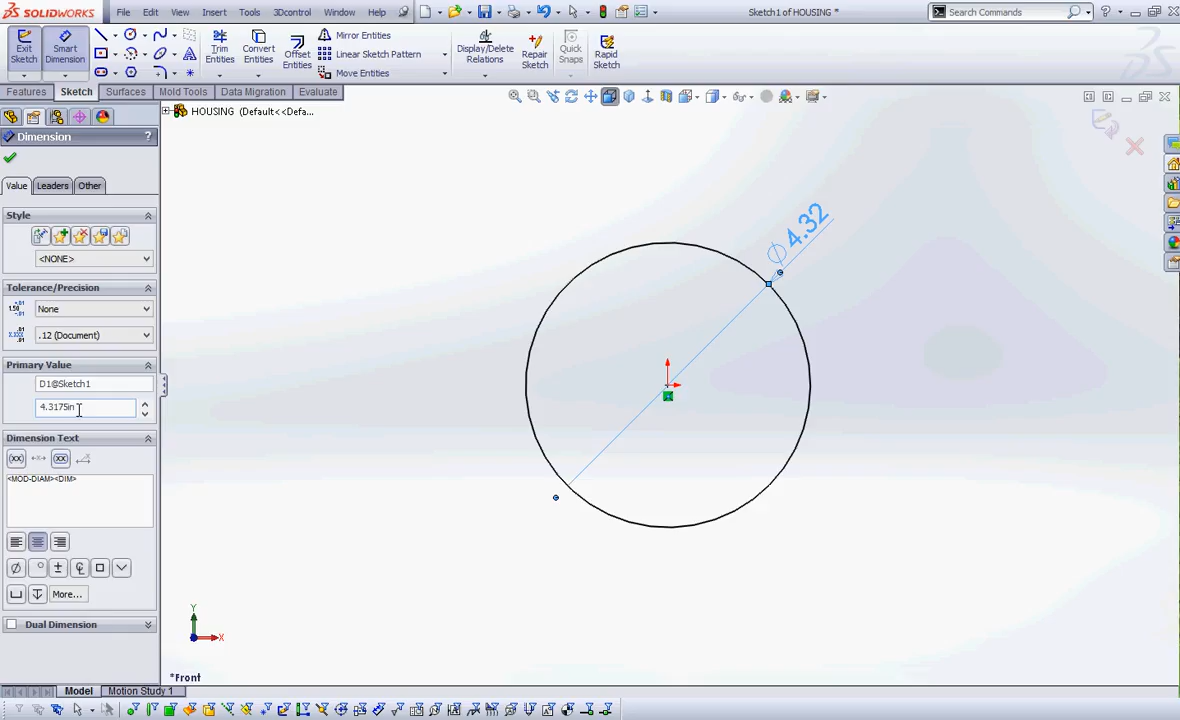 SOLIDWORKS File Edit View Insert Tools 3Dcontrol Window Help Sketch1 of HOUSING * Search Commands ?
Exit Sketch Smart Dimension Trim Entities Convert Entities Offset Entities Mirror Entities Linear Sketch Pattern Move Entities Display/Delete Relations Repair Sketch Quick Snaps Rapid Sketch
Features Sketch Surfaces Mold Tools Data Migration Evaluate
HOUSING (Default<<Defa...
Dimension ?
Value Leaders Other
Style
<NONE>
Tolerance/Precision
None
.12 (Document)
Primary Value
D1@Sketch1
4.3175in
Dimension Text
<MOD-DIAM><DIM>
More...
Dual Dimension
∅4.32
Y
X
*Front
Model Motion Study 1